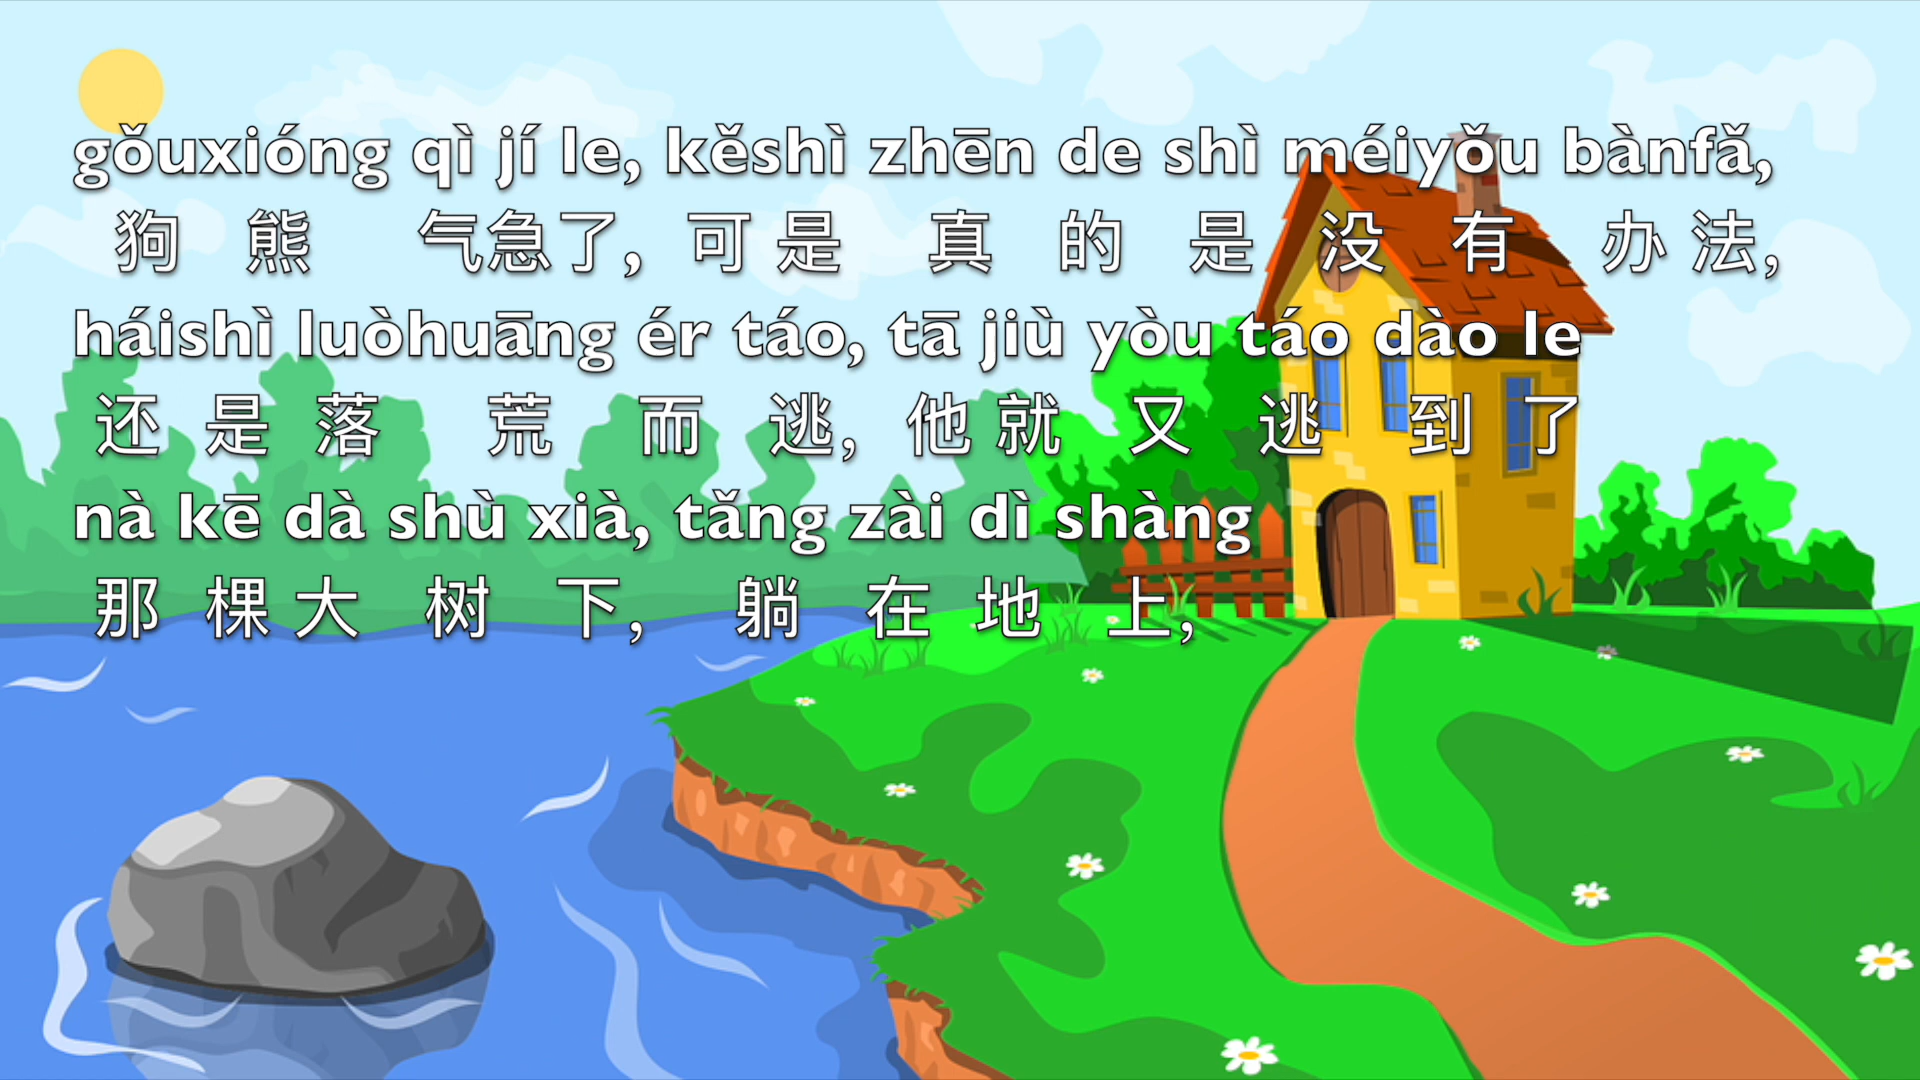 gǒuxióng qì jí le, kěshì zhēn de shì méiyǒu bànfǎ,
狗熊气急了, 可是真的是没有办法,
háishì luòhuāng ér táo, tā jiù yòu táo dào le
还是落荒而逃, 他就又逃到了
nà kē dà shù xià, tǎng zài dì shàng
那棵大树下, 躺在地上,